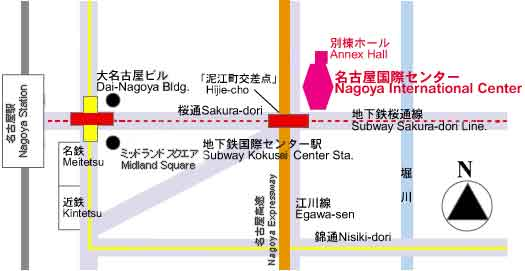 別棟ホール
Annex Hall
大名古屋ビル
Dai-Nagoya Bldg.
「泥江町交差点」
Hijie-cho
名古屋国際センター
Nagoya International Center
桜通Sakura-dori
地下鉄桜通線
Subway Sakura-dori Line.
名古屋駅
Nagoya Station
名鉄
Meitetsu
ミッドランドスクエア
Midland Square
地下鉄国際センター駅
Subway Kokusai Center Sta.
近鉄
Kintetsu
名古屋高速
Nagoya Expressway
江川線
Egawa-sen
堀川
N
錦通Nisiki-dori